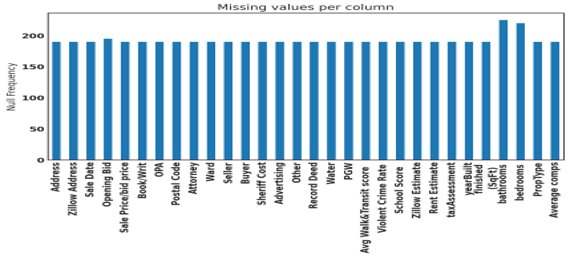 Missing values per column
Null Frequency
200
150
100
50
0
Address
Zillow Address
Sale Date
Opening Bid
Sale Price/bid price
Book/Writ
OPA
Postal Code
Attorney
Ward
Seller
Buyer
Sheriff Cost
Advertising
Other
Record Deed
Water
PGW
Avg Walk&Transit score
Violent Crime Rate
School Score
Zillow Estimate
Rent Estimate
taxAssessment
yearBuilt
finished
(SqFt)
bathrooms
bedrooms
PropType
Average comps